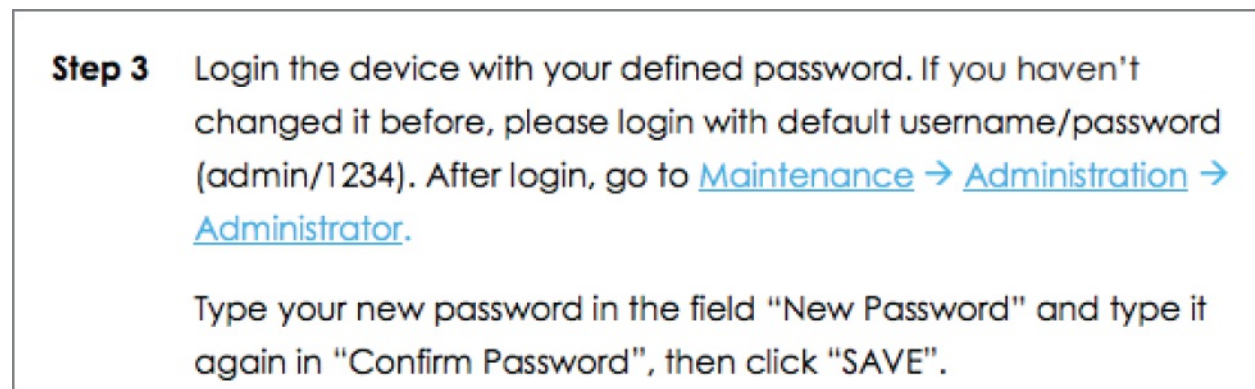 Step 3 Login the device with your defined password. If you haven’t
changed it before, please login with default username/password
(admin/1234). After login, go to Maintenance → Administration →
Administrator.
Type your new password in the field “New Password” and type it
again in “Confirm Password”, then click “SAVE”.